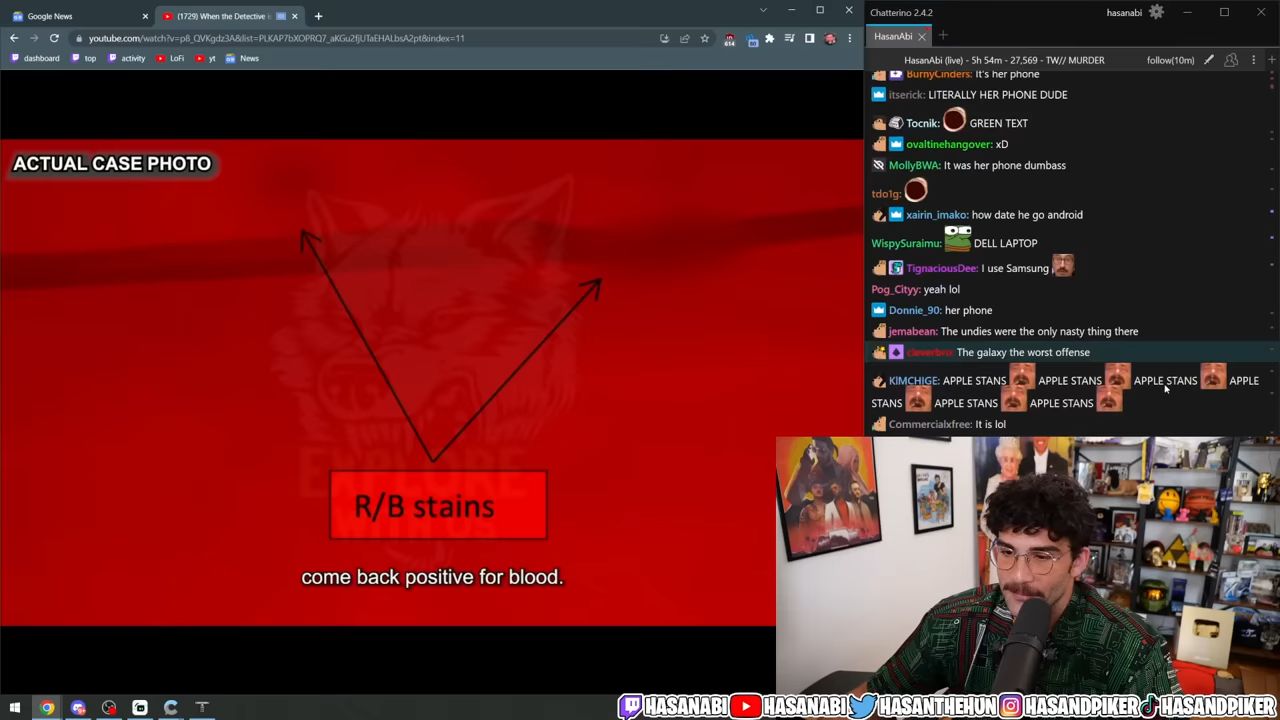 Google News
(1729) When the Detective is
youtube.com/watch?v=p8_QVKgdz3A&list=PLKAP7bXOPRQ7_aKGu2fjUTaEHALbsA2pt&index=11
614
dashboard
top
activity
LoFi
yt
News
ACTUAL CASE PHOTO
R/B stains
come back positive for blood.
Chatterino 2.4.2
hasanabi
HasanAbi
HasanAbi (live) - 5h 54m - 27,569 - TW// MURDER
follow(10m)
BurnyCinders: It's her phone
itserick: LITERALLY HER PHONE DUDE
Tocnik: GREEN TEXT
ovaltinehangover: xD
MollyBWA: It was her phone dumbass
tdo1g:
xairin_imako: how date he go android
WispySuraimu: DELL LAPTOP
TignaciousDee: I use Samsung
Pog_Cityy: yeah lol
Donnie_90: her phone
jemabean: The undies were the only nasty thing there
cleverbrii: The galaxy the worst offense
KIMCHIGE: APPLE STANS APPLE STANS APPLE STANS APPLE
STANS APPLE STANS APPLE STANS
Commercialxfree: It is lol
HASANABI HASANABI HASANTHEHUN HASANDPIKER HASANDPIKER